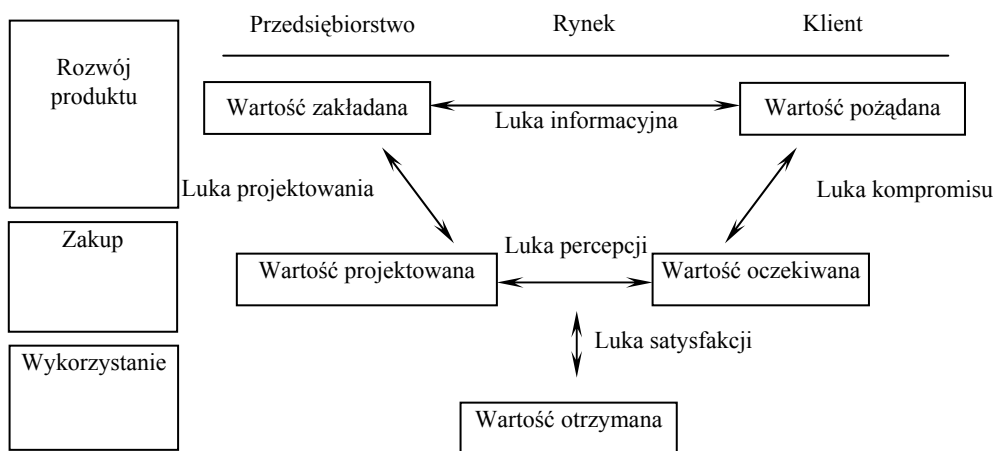 Przedsiębiorstwo Rynek Klient
Rozwój
produktu
Wartość zakładana
Wartość pożądana
Luka informacyjna
Luka projektowania
Luka kompromisu
Zakup
Luka percepcji
Wartość projektowana
Wartość oczekiwana
Luka satysfakcji
Wykorzystanie
Wartość otrzymana